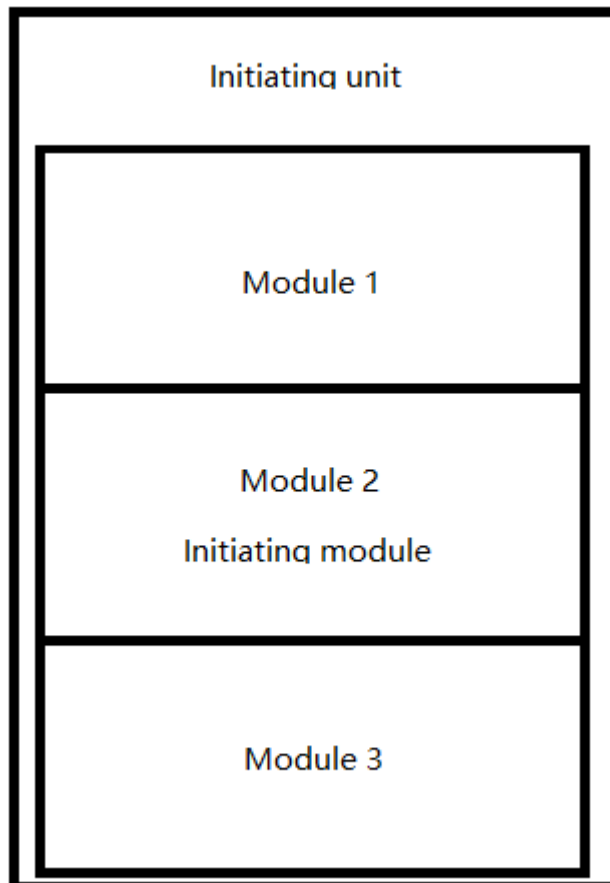 Initiating unit
Module 1
Module 2
Initiating module
Module 3